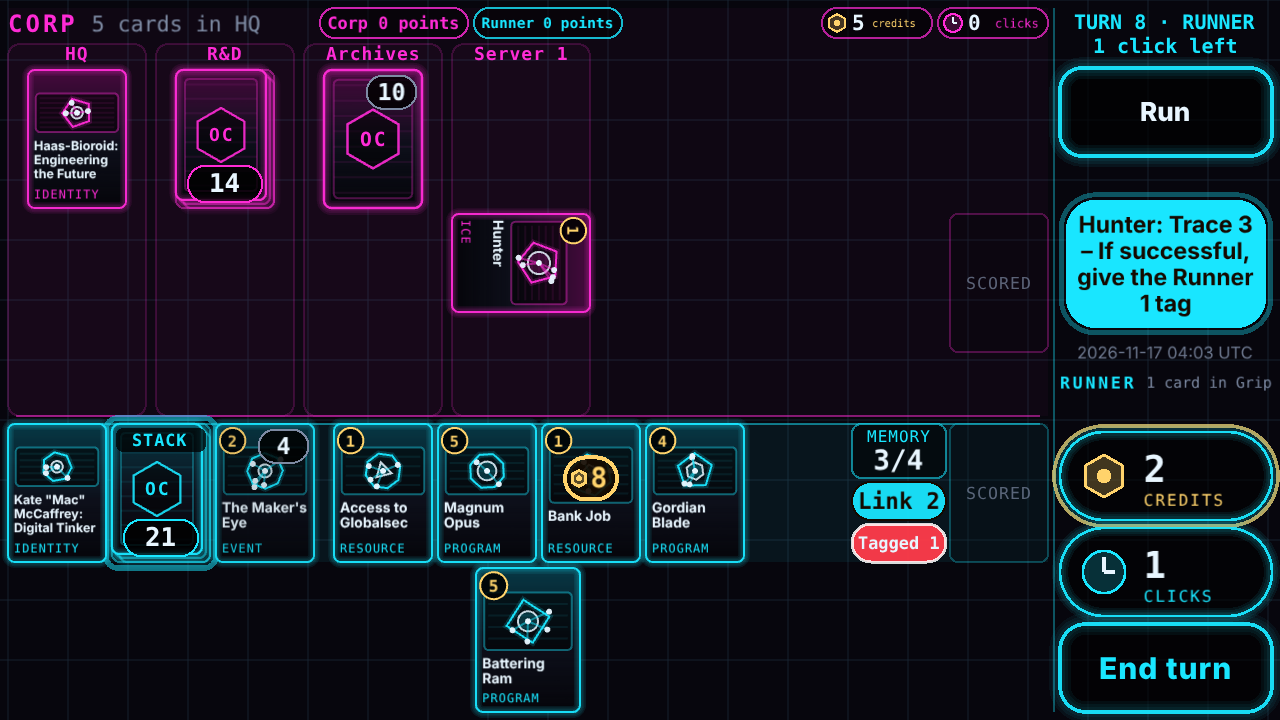 CORP 5 cards in HQ
Corp 0 points
Runner 0 points
5 credits
0 clicks
TURN 8 · RUNNER
1 click left
HQ
R&D
Archives
Server 1
Run
Haas-Bioroid:
Engineering
the Future
IDENTITY
OC
14
10
OC
ICE
Hunter
1
SCORED
Hunter: Trace 3
– If successful,
give the Runner
1 tag
2026-11-17 04:03 UTC
RUNNER 1 card in Grip
Kate "Mac"
McCaffrey:
Digital Tinker
IDENTITY
STACK
OC
21
2
4
The Maker's
Eye
EVENT
1
Access to
Globalsec
RESOURCE
5
Magnum
Opus
PROGRAM
1
8
Bank Job
RESOURCE
4
Gordian
Blade
PROGRAM
MEMORY
3/4
Link 2
Tagged 1
SCORED
2
CREDITS
1
CLICKS
5
Battering
Ram
PROGRAM
End turn